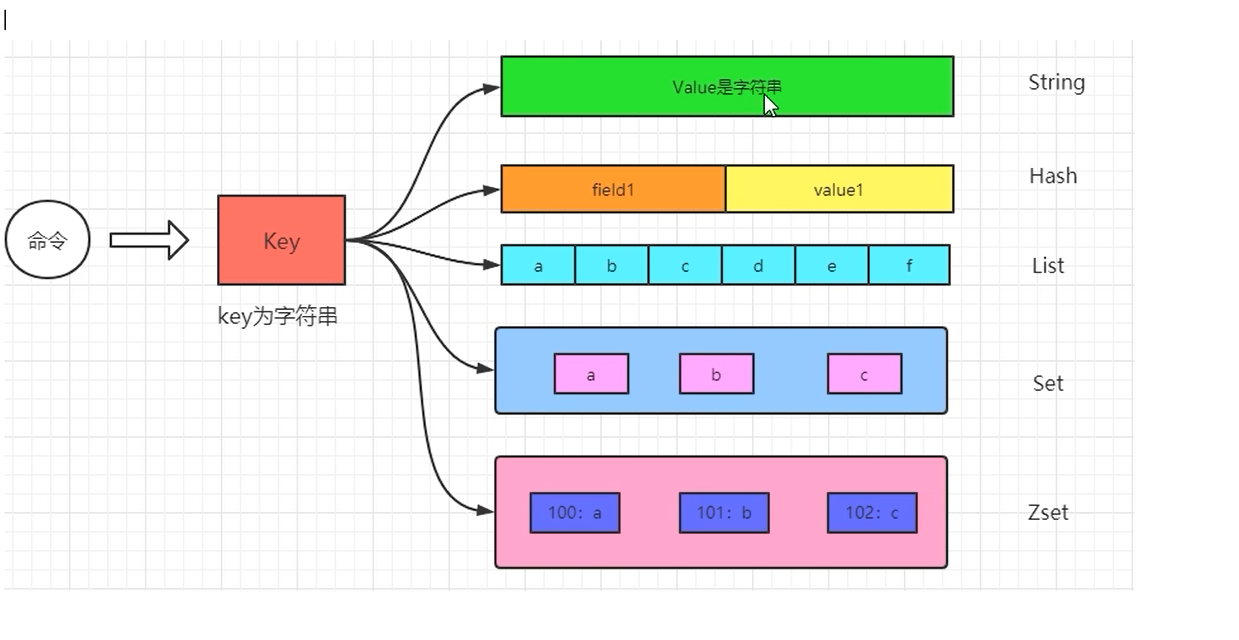 Value是字符串
String
field1
value1
Hash
命令
Key
key为字符串
a b c d e f
List
a b c
Set
100: a 101: b 102: c
Zset